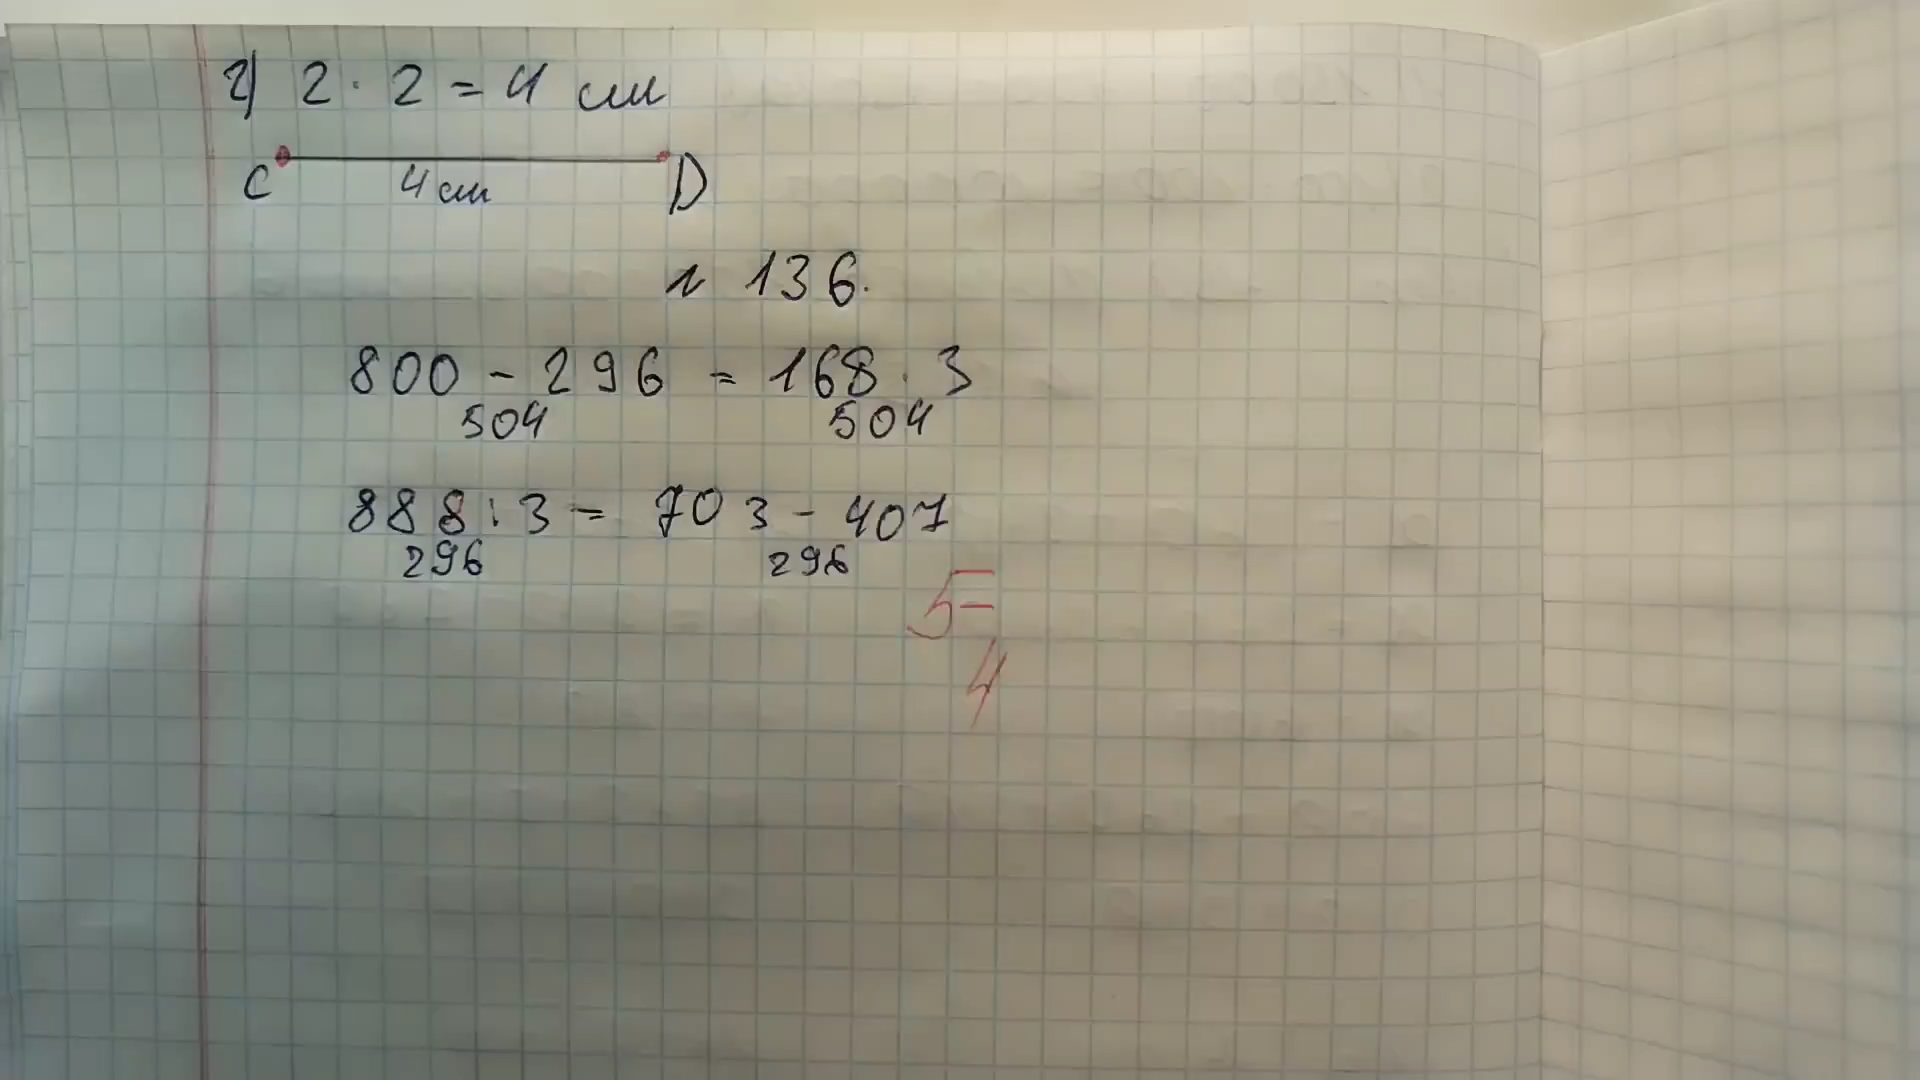 2) 2 · 2 = 4 см
C 4 см D
н 136.
800 - 296 = 168 · 3
504 504
888 : 3 = 703 - 407
296 296
5-
4